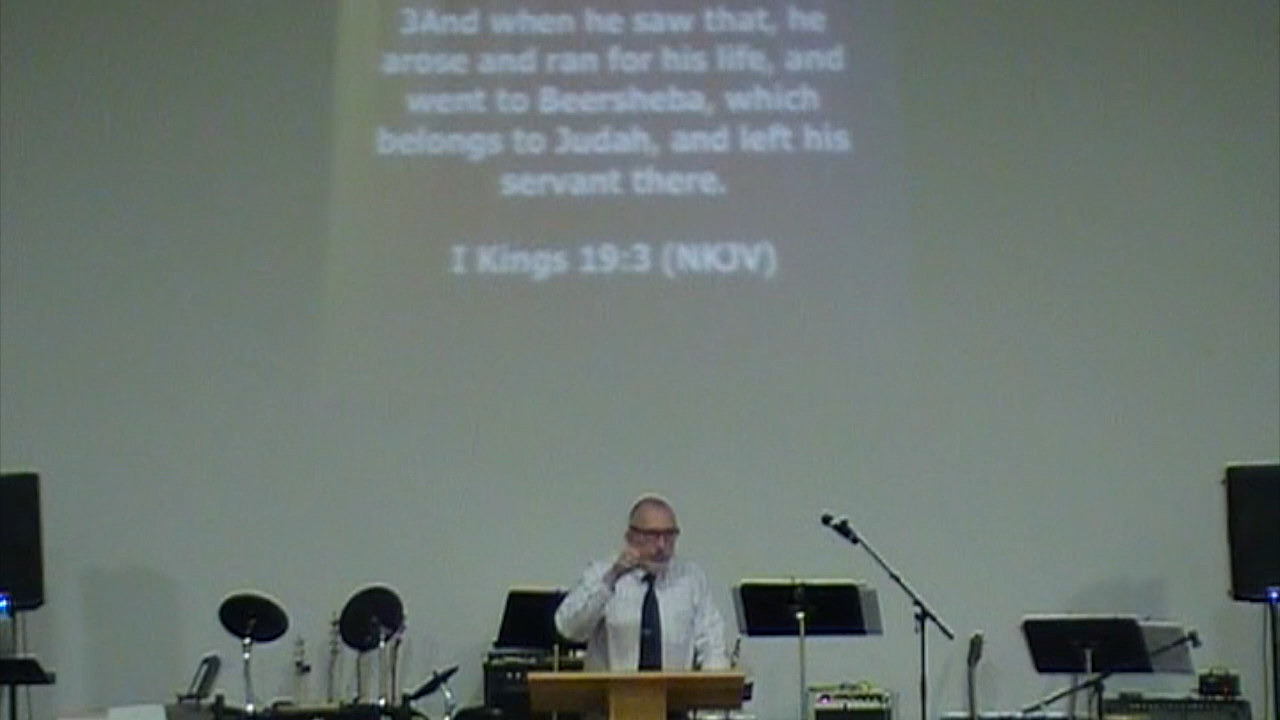 3And when he saw that, he
arose and ran for his life, and
went to Beersheba, which
belongs to Judah, and left his
servant there.
I Kings 19:3 (NKJV)